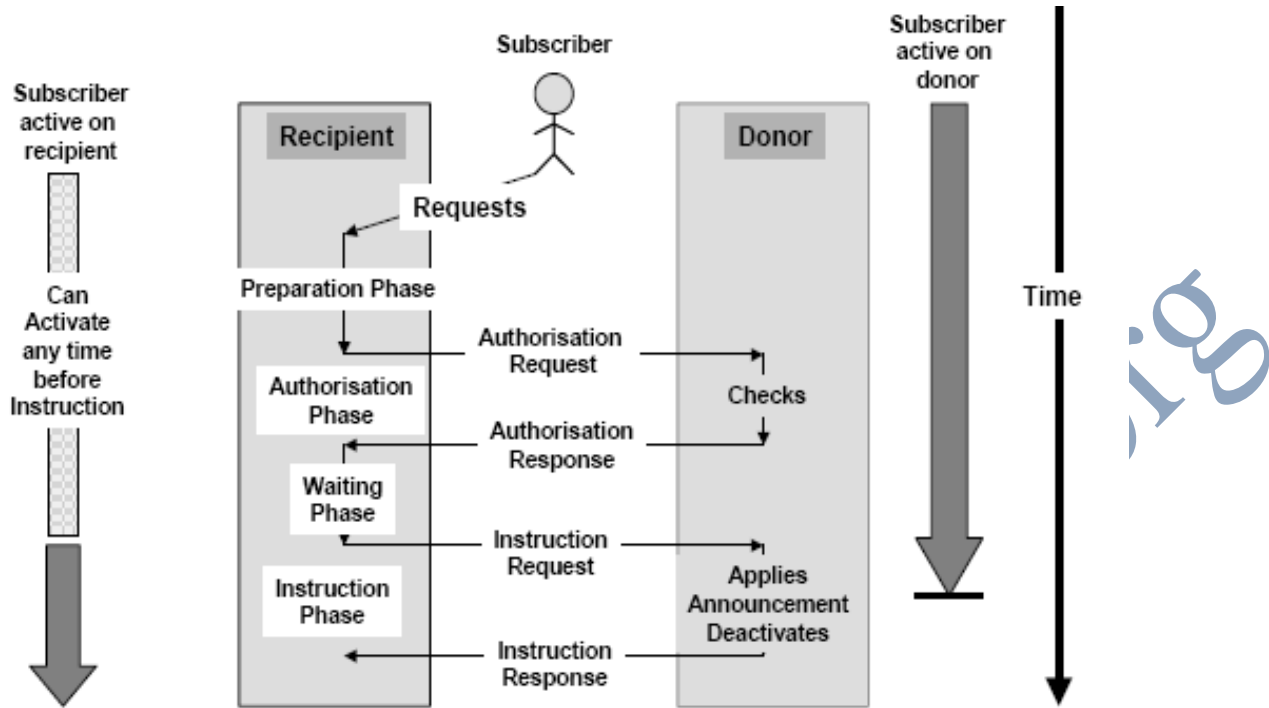 Subscriber
Subscriber
active on
donor
Subscriber
active on
recipient
Recipient
Donor
Requests
Can
Activate
any time
before
Instruction
Preparation Phase
Time
Authorisation
Request
Authorisation
Phase
Checks
Authorisation
Response
Waiting
Phase
Instruction
Request
Instruction
Phase
Applies
Announcement
Deactivates
Instruction
Response